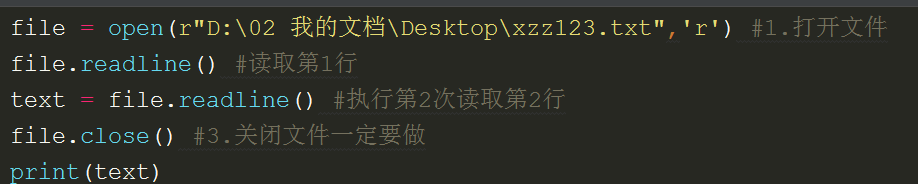 file = open(r"D:\02 我的文档\Desktop\xzz123.txt",'r') #1.打开文件
file.readline() #读取第1行
text = file.readline() #执行第2次读取第2行
file.close() #3.关闭文件一定要做
print(text)